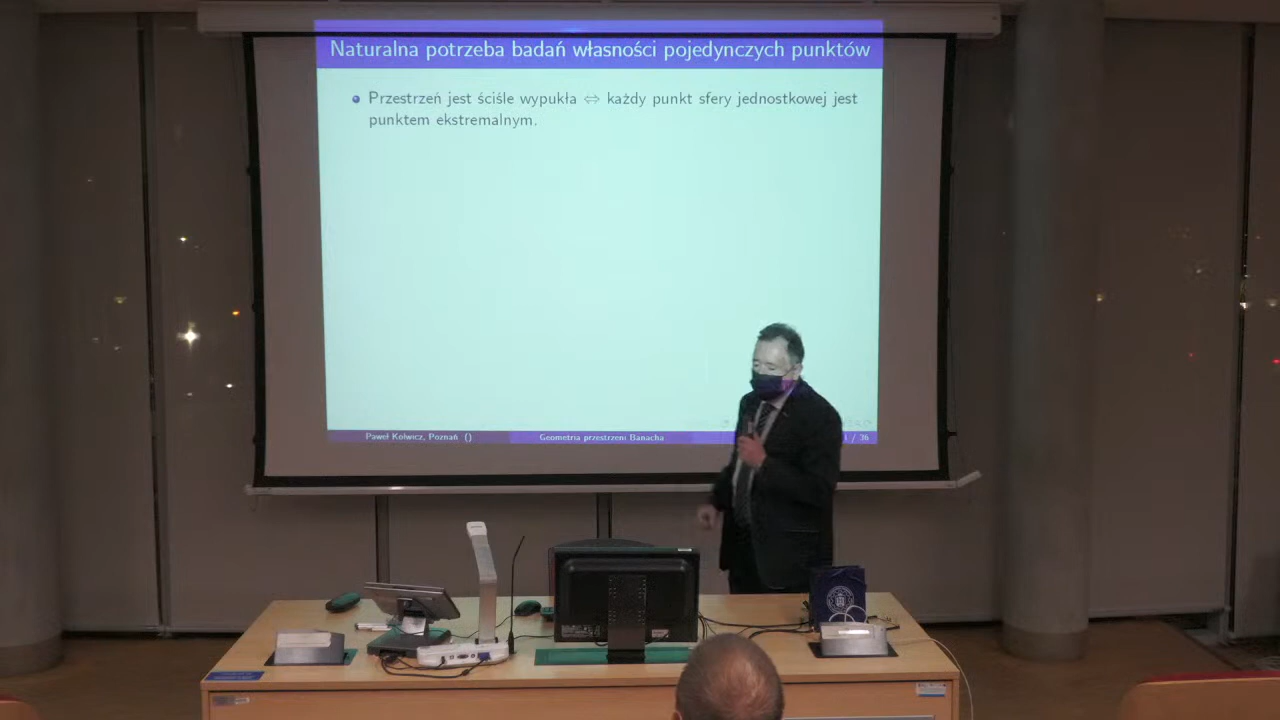 Naturalna potrzeba badań własności pojedynczych punktów
Przestrzeń jest ściśle wypukła ⇔ każdy punkt sfery jednostkowej jest
punktem ekstremalnym.
Paweł Kolwicz, Poznań () Geometria przestrzeni Banacha / 36